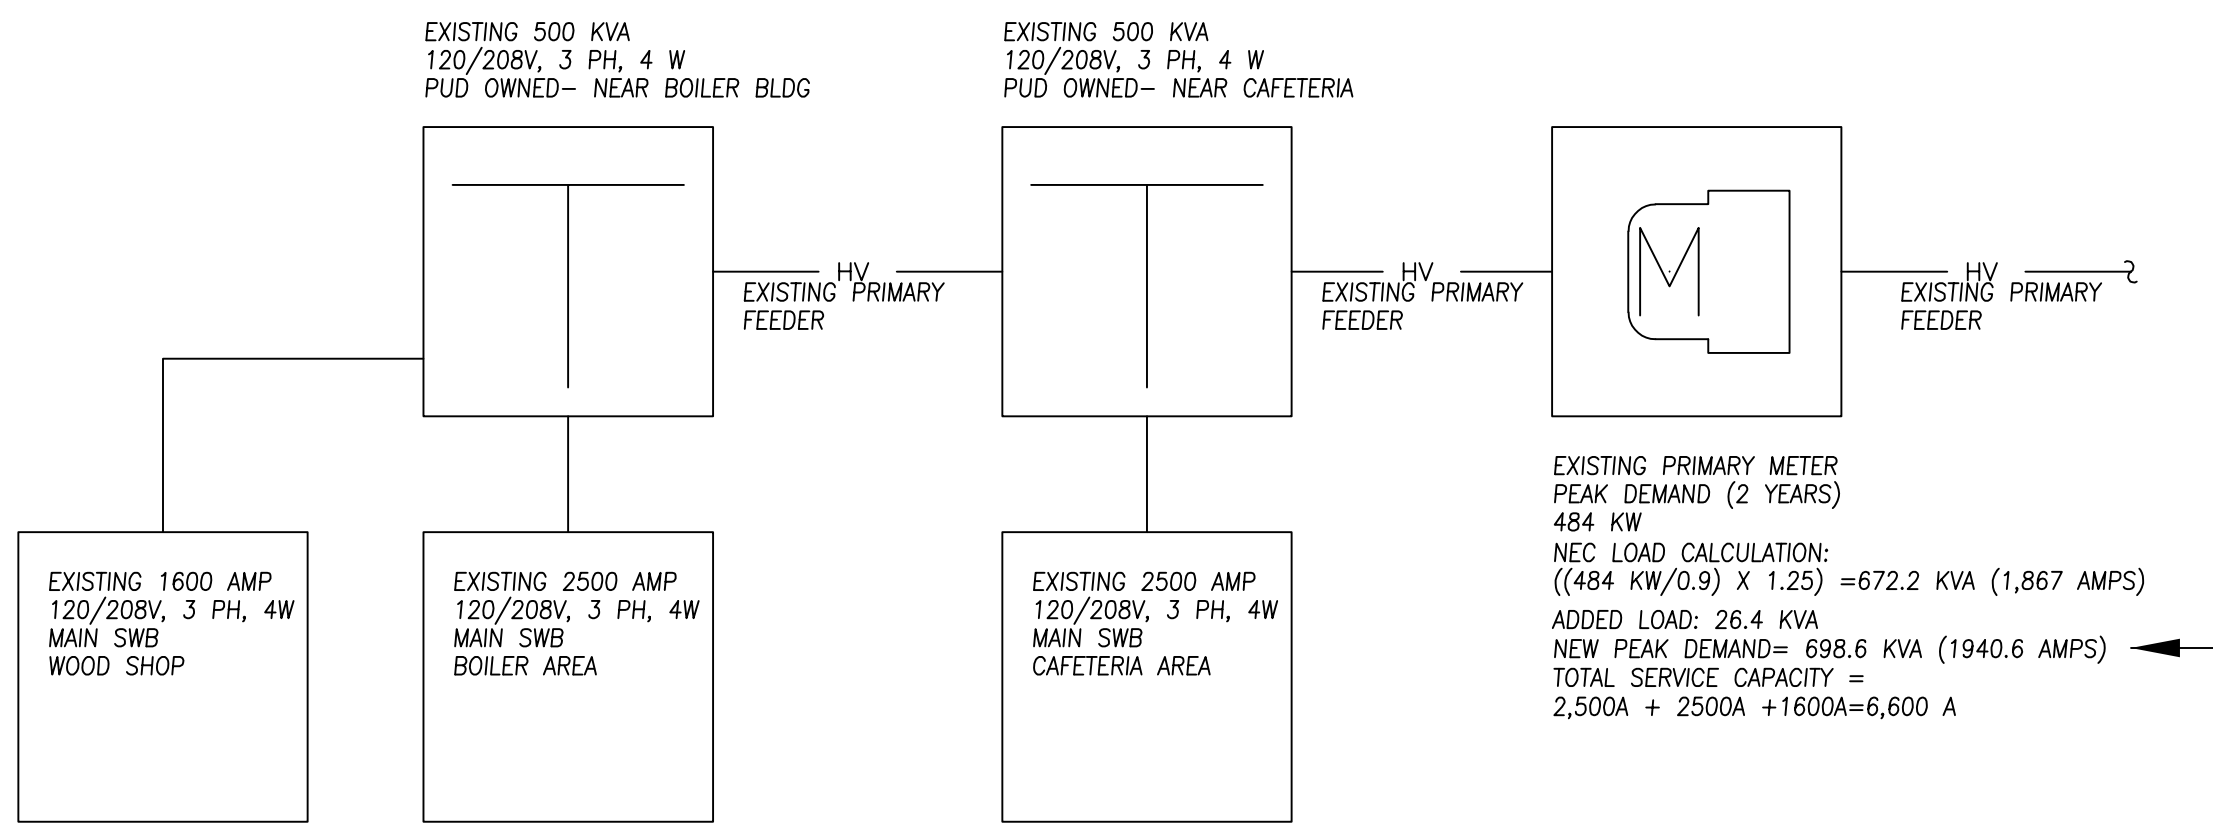 EXISTING 500 KVA
120/208V, 3 PH, 4 W
PUD OWNED- NEAR BOILER BLDG
EXISTING 500 KVA
120/208V, 3 PH, 4 W
PUD OWNED- NEAR CAFETERIA
M
HV
EXISTING PRIMARY
FEEDER
HV
EXISTING PRIMARY
FEEDER
HV
EXISTING PRIMARY
FEEDER
EXISTING PRIMARY METER
PEAK DEMAND (2 YEARS)
484 KW
NEC LOAD CALCULATION:
((484 KW/0.9) X 1.25) =672.2 KVA (1,867 AMPS)
ADDED LOAD: 26.4 KVA
NEW PEAK DEMAND= 698.6 KVA (1940.6 AMPS)
TOTAL SERVICE CAPACITY =
2,500A + 2500A +1600A=6,600 A
EXISTING 1600 AMP
120/208V, 3 PH, 4W
MAIN SWB
WOOD SHOP
EXISTING 2500 AMP
120/208V, 3 PH, 4W
MAIN SWB
BOILER AREA
EXISTING 2500 AMP
120/208V, 3 PH, 4W
MAIN SWB
CAFETERIA AREA